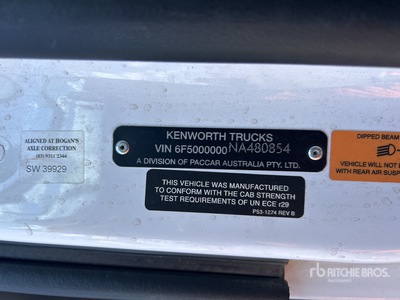 KENWORTH TRUCKS
VIN 6F5000000NA480854
A DIVISION OF PACCAR AUSTRALIA PTY, LTD.
ALIGNED AT HOGAN'S
AXLE CORRECTION
SW 39929
THIS VEHICLE WAS MANUFACTURED
TO CONFORM WITH THE CAB STRENGTH
TEST REQUIREMENTS OF UN ECE r29
P53-1274 REV B
DIPPED BEAM
VEHICLE WILL NOT
WITH REAR AIR SUSP
rb RITCHIE BROS.